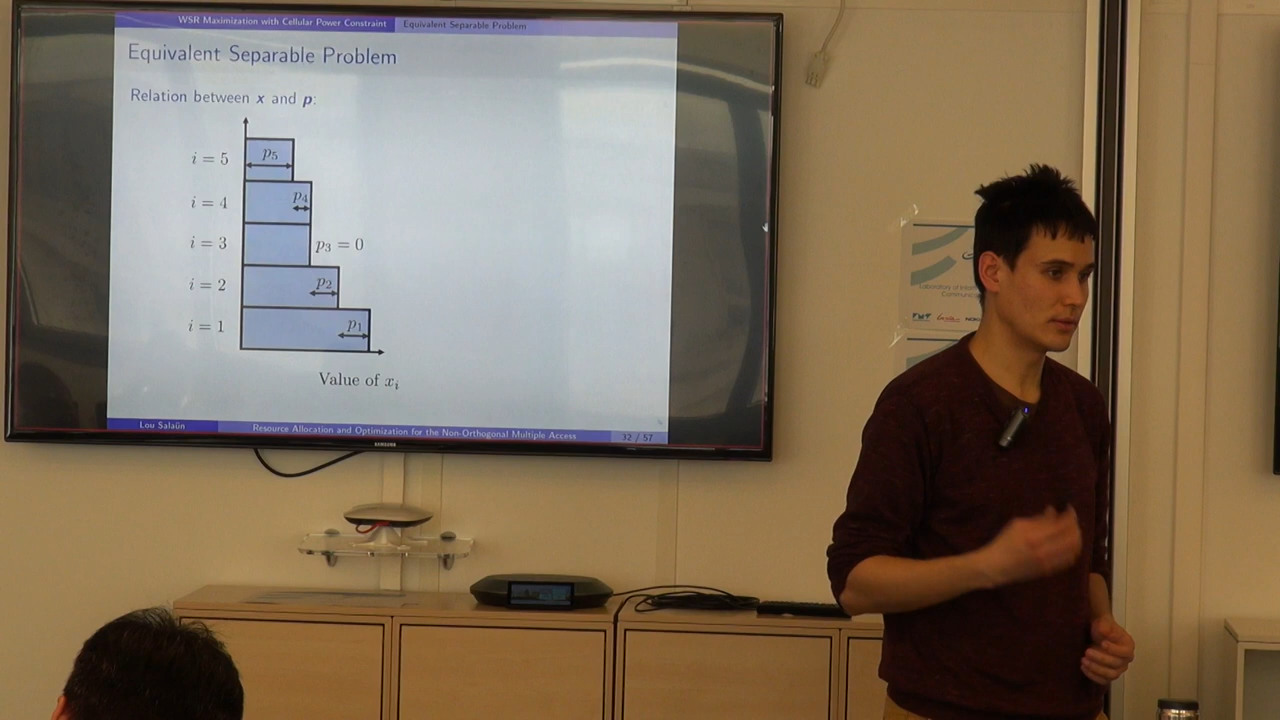 WSR Maximization with Cellular Power Constraint Equivalent Separable Problem
Equivalent Separable Problem
Relation between x and p:
i = 5 p₅
i = 4 p₄
i = 3 p₃ = 0
i = 2 p₂
i = 1 p₁
Value of xᵢ
Lou Salaün Resource Allocation and Optimization for the Non-Orthogonal Multiple Access 32 / 57
SAMSUNG
Laboratory of